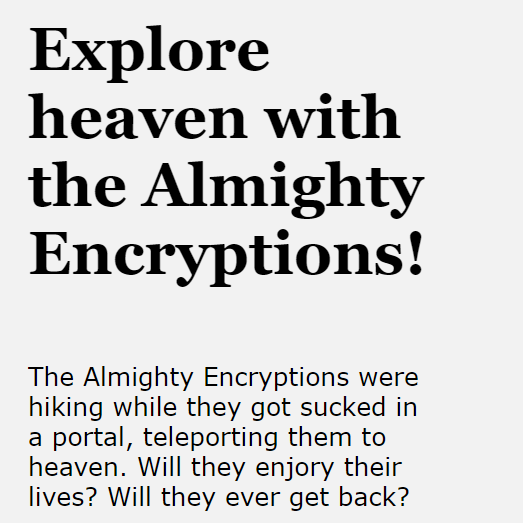 Explore
heaven with
the Almighty
Encryptions!
The Almighty Encryptions were
hiking while they got sucked in
a portal, teleporting them to
heaven. Will they enjory their
lives? Will they ever get back?